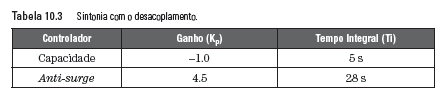 Tabela 10.3 Sintonia com o desacoplamento.
Controlador Ganho (Kp) Tempo Integral (Ti)
Capacidade –1.0 5 s
Anti-surge 4.5 28 s